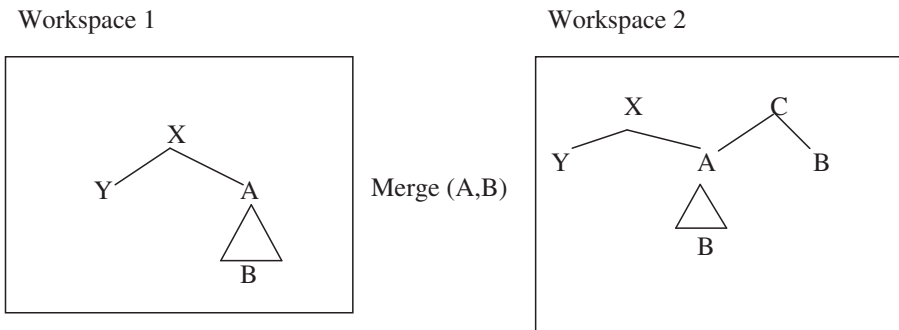 Workspace 1
X
Y A
B
Merge (A,B)
Workspace 2
X C
Y A B
B